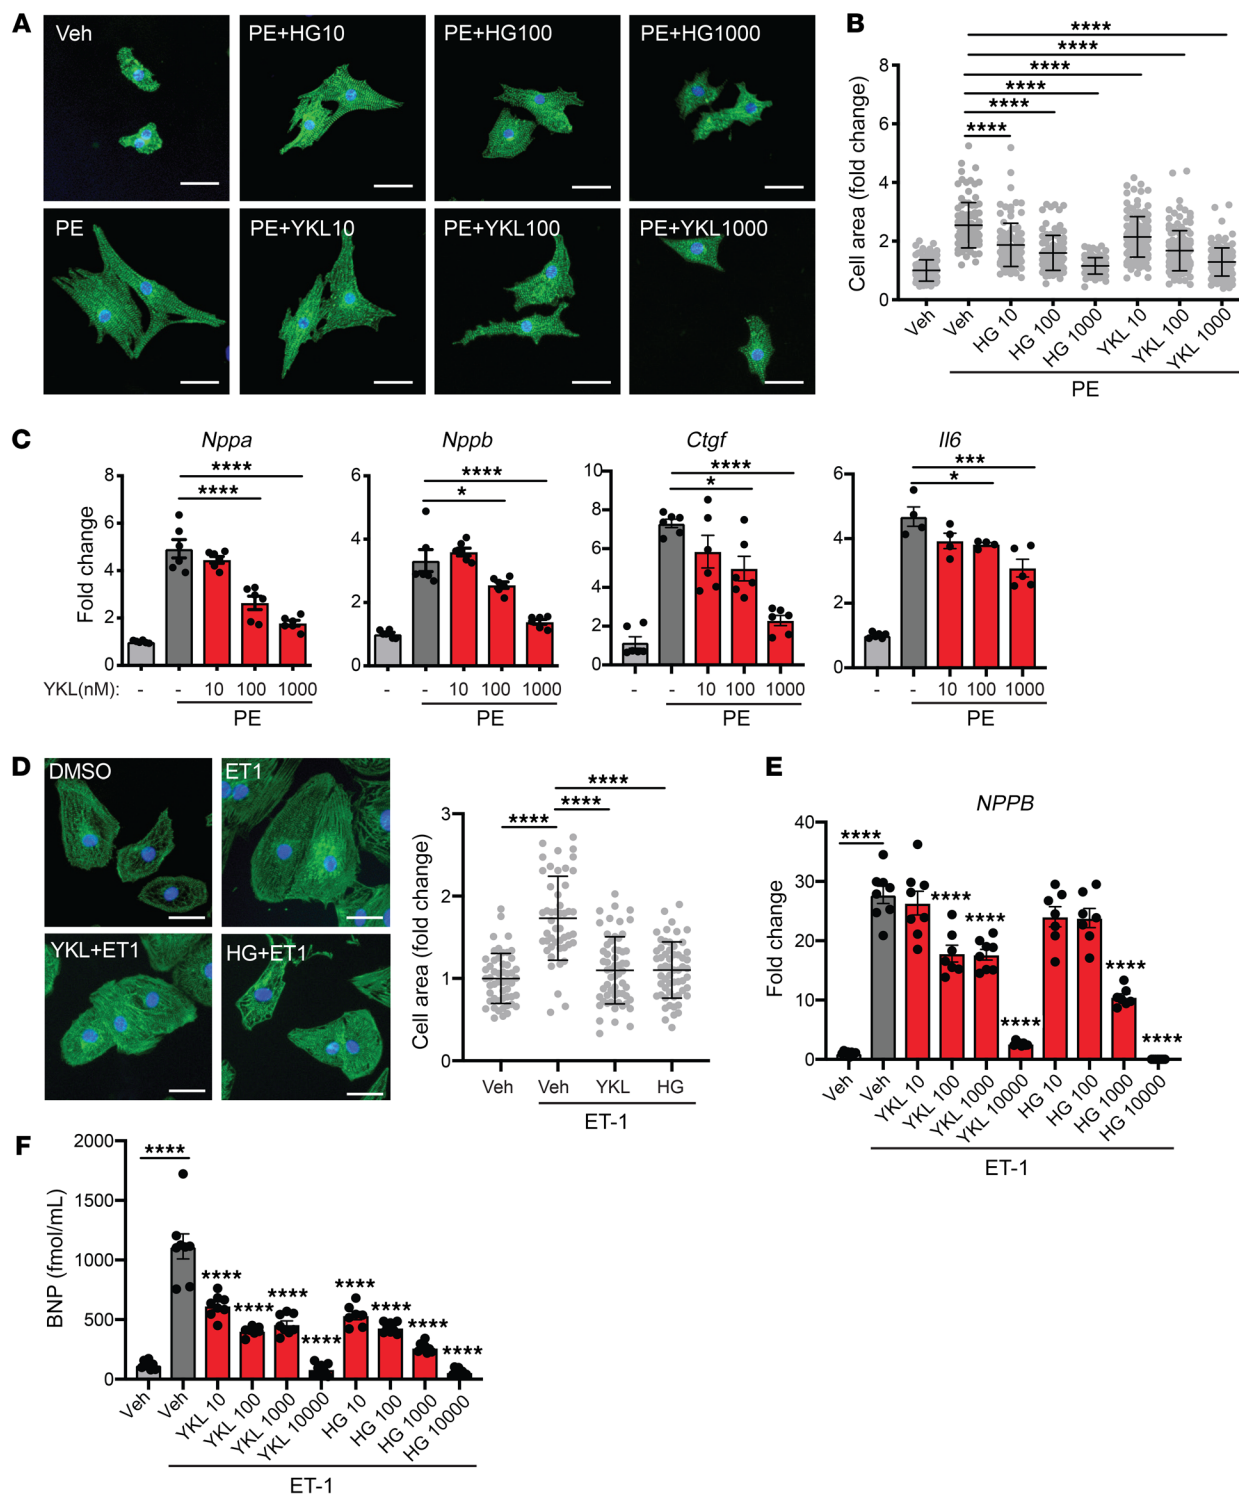 A
Veh
PE+HG10
PE+HG100
PE+HG1000
PE
PE+YKL10
PE+YKL100
PE+YKL1000
B
****
****
****
****
****
****
Cell area (fold change)
8
6
4
2
0
Veh
Veh
HG 10
HG 100
HG 1000
YKL 10
YKL 100
YKL 1000
PE
C
Nppa
Nppb
Ctgf
Il6
Fold change
8
6
4
2
0
****
****
6
4
2
0
****
*
10
8
6
4
2
0
****
*
6
4
2
0
***
*
YKL(nM): - - 10 100 1000
- - 10 100 1000
- - 10 100 1000
- - 10 100 1000
PE
PE
PE
PE
D
DMSO
ET1
YKL+ET1
HG+ET1
Cell area (fold change)
3
2
1
0
****
****
****
Veh
Veh
YKL
HG
ET-1
E
NPPB
Fold change
40
30
20
10
0
****
****
****
****
****
****
Veh
Veh
YKL 10
YKL 100
YKL 1000
YKL 10000
HG 10
HG 100
HG 1000
HG 10000
ET-1
F
BNP (fmol/mL)
2000
1500
1000
500
0
****
****
****
****
****
****
****
****
****
Veh
Veh
YKL 10
YKL 100
YKL 1000
YKL 10000
HG 10
HG 100
HG 1000
HG 10000
ET-1